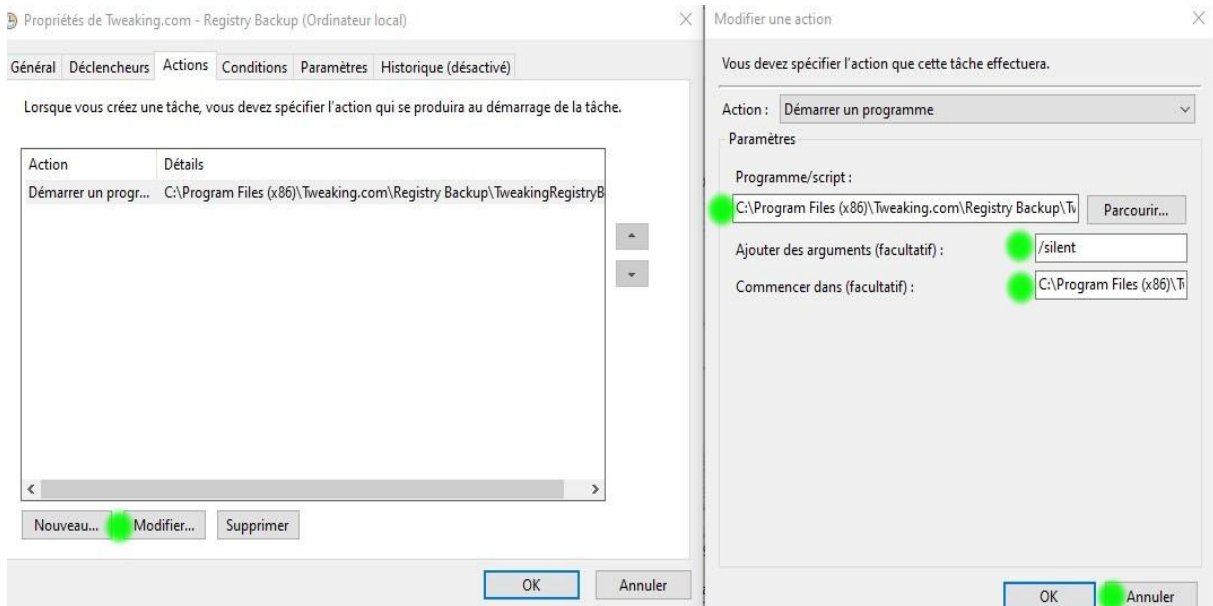 Propriétés de Tweaking.com - Registry Backup (Ordinateur local)
Général Déclencheurs Actions Conditions Paramètres Historique (désactivé)
Lorsque vous créez une tâche, vous devez spécifier l'action qui se produira au démarrage de la tâche.
Action Détails
Démarrer un progr... C:\Program Files (x86)\Tweaking.com\Registry Backup\TweakingRegistryB
Nouveau... Modifier... Supprimer
OK Annuler
Modifier une action
Vous devez spécifier l'action que cette tâche effectuera.
Action : Démarrer un programme
Paramètres
Programme/script :
C:\Program Files (x86)\Tweaking.com\Registry Backup\Tw Parcourir...
Ajouter des arguments (facultatif) : /silent
Commencer dans (facultatif) : C:\Program Files (x86)\Tw
OK Annuler